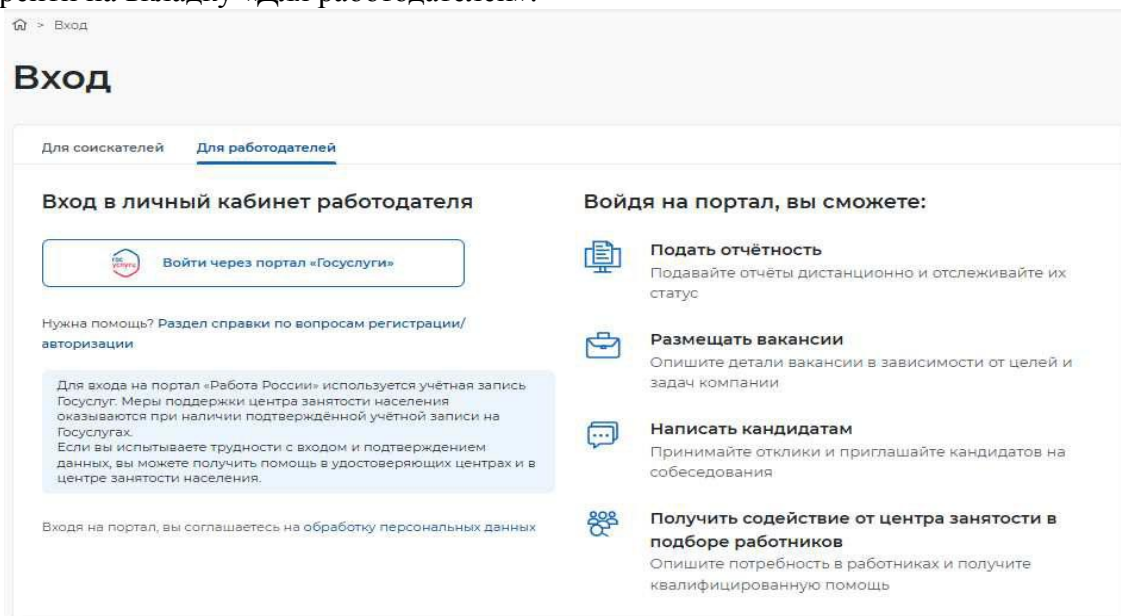 рейти на вкладку «Для работодателей».
> Вход
Вход
Для соискателей Для работодателей
Вход в личный кабинет работодателя
госуслуги Войти через портал «Госуслуги»
Нужна помощь? Раздел справки по вопросам регистрации/
авторизации
Для входа на портал «Работа России» используется учётная запись
Госуслуг. Меры поддержки центра занятости населения
оказываются при наличии подтверждённой учётной записи на
Госуслугах.
Если вы испытываете трудности с входом и подтверждением
данных, вы можете получить помощь в удостоверяющих центрах и в
центре занятости населения.
Входя на портал, вы соглашаетесь на обработку персональных данных
Войдя на портал, вы сможете:
Подать отчётность
Подавайте отчёты дистанционно и отслеживайте их
статус
Размещать вакансии
Опишите детали вакансии в зависимости от целей и
задач компании
Написать кандидатам
Принимайте отклики и приглашайте кандидатов на
собеседования
Получить содействие от центра занятости в
подборе работников
Опишите потребность в работниках и получите
квалифицированную помощь